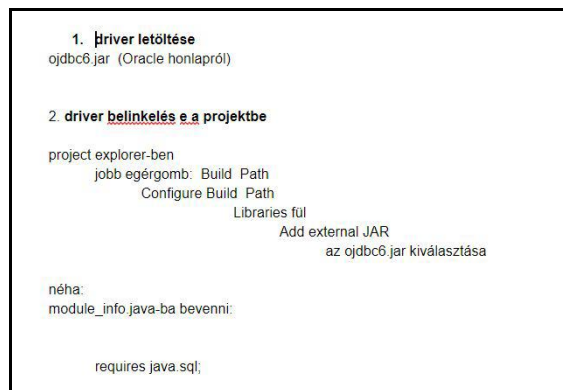 1. driver letöltése
ojdbc6.jar (Oracle honlapról)
2. driver belinkelés e a projektbe
project explorer-ben
jobb egérgomb: Build Path
Configure Build Path
Libraries fül
Add external JAR
az ojdbc6.jar kiválasztása
néha:
module_info.java-ba bevenni:
requires java.sql;